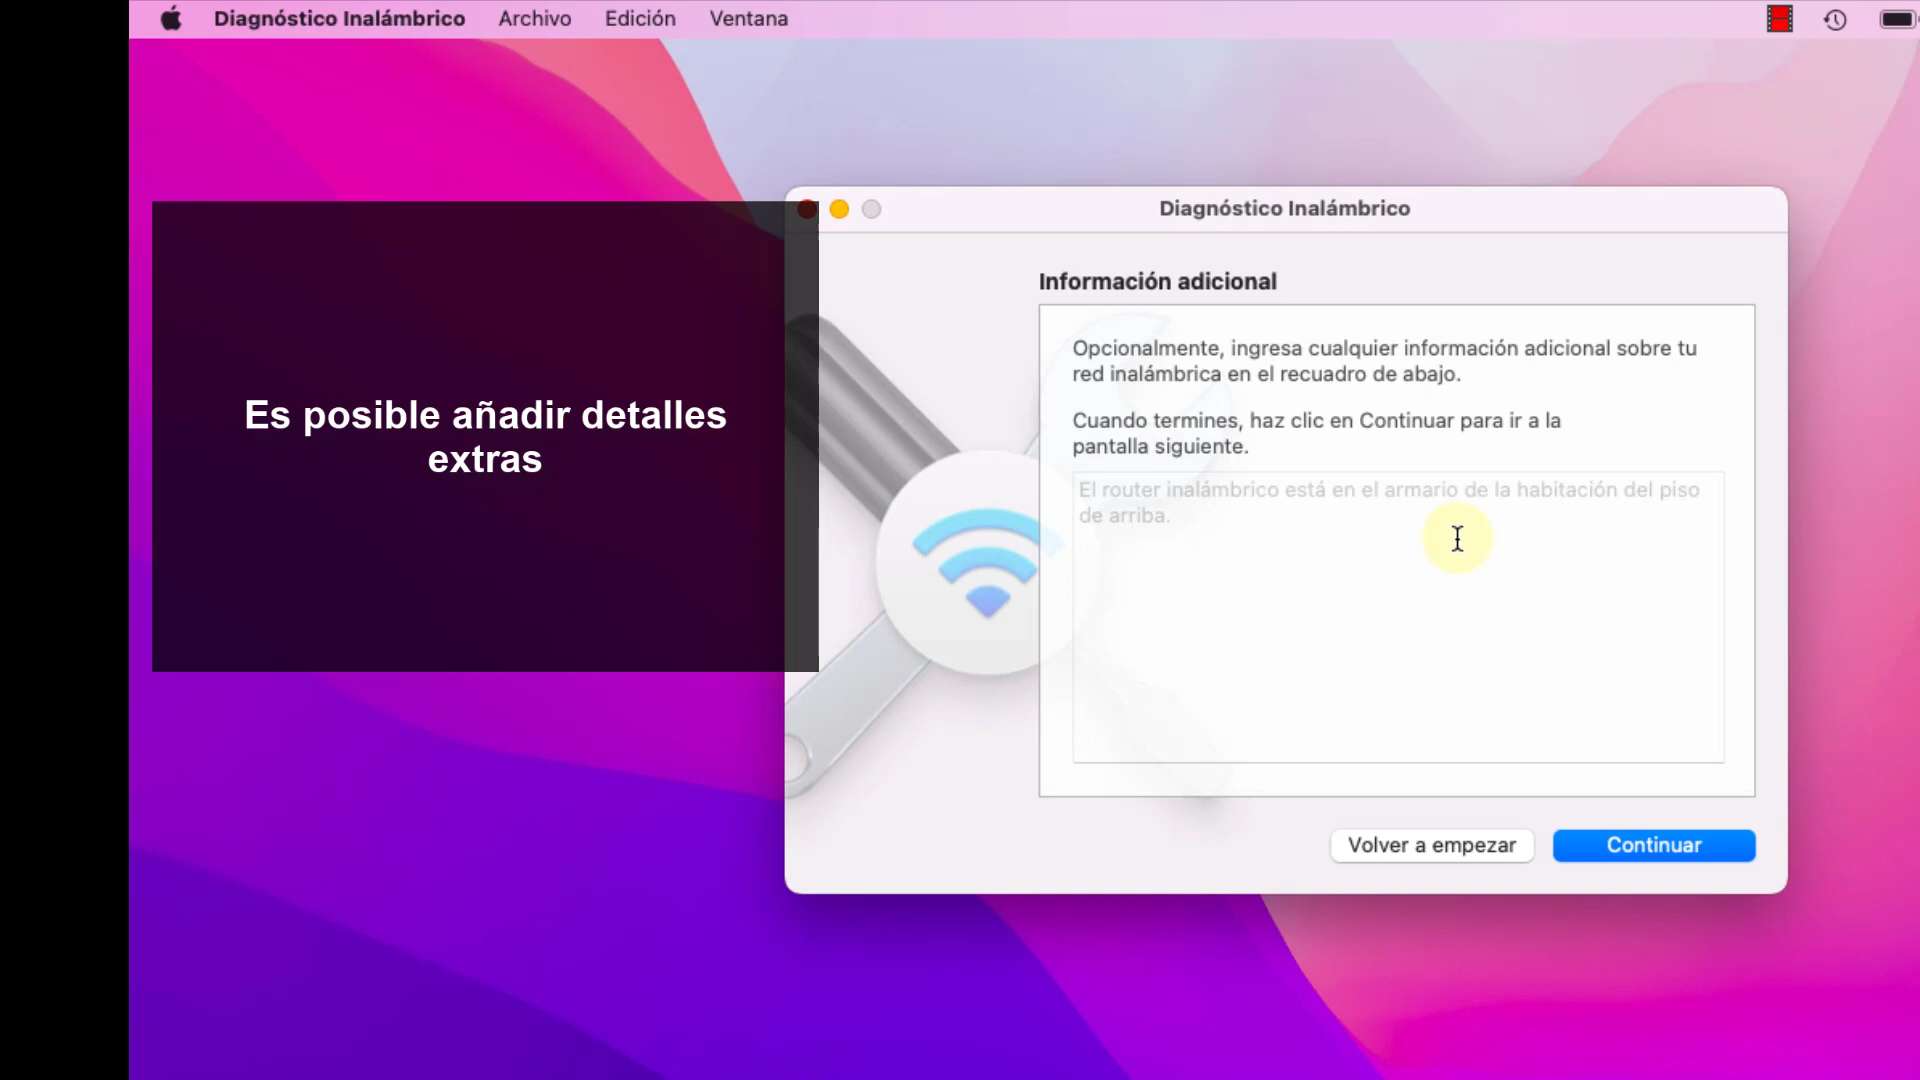 Diagnóstico Inalámbrico Archivo Edición Ventana
Diagnóstico Inalámbrico
Es posible añadir detalles
extras
Información adicional
Opcionalmente, ingresa cualquier información adicional sobre tu
red inalámbrica en el recuadro de abajo.
Cuando termines, haz clic en Continuar para ir a la
pantalla siguiente.
El router inalámbrico está en el armario de la habitación del piso
de arriba.
Volver a empezar Continuar